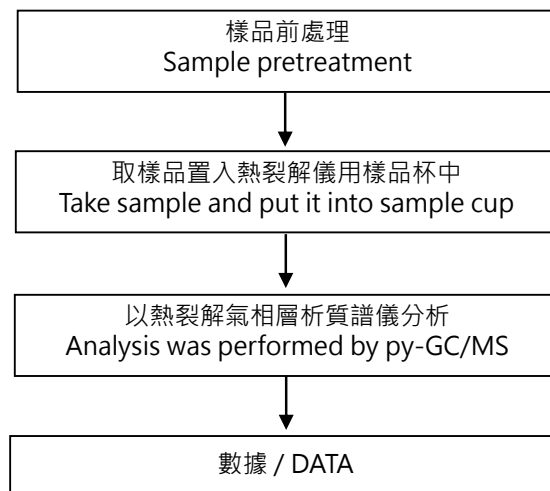 樣品前處理
Sample pretreatment
取樣品置入熱裂解儀用樣品杯中
Take sample and put it into sample cup
以熱裂解氣相層析質譜儀分析
Analysis was performed by py-GC/MS
數據 / DATA